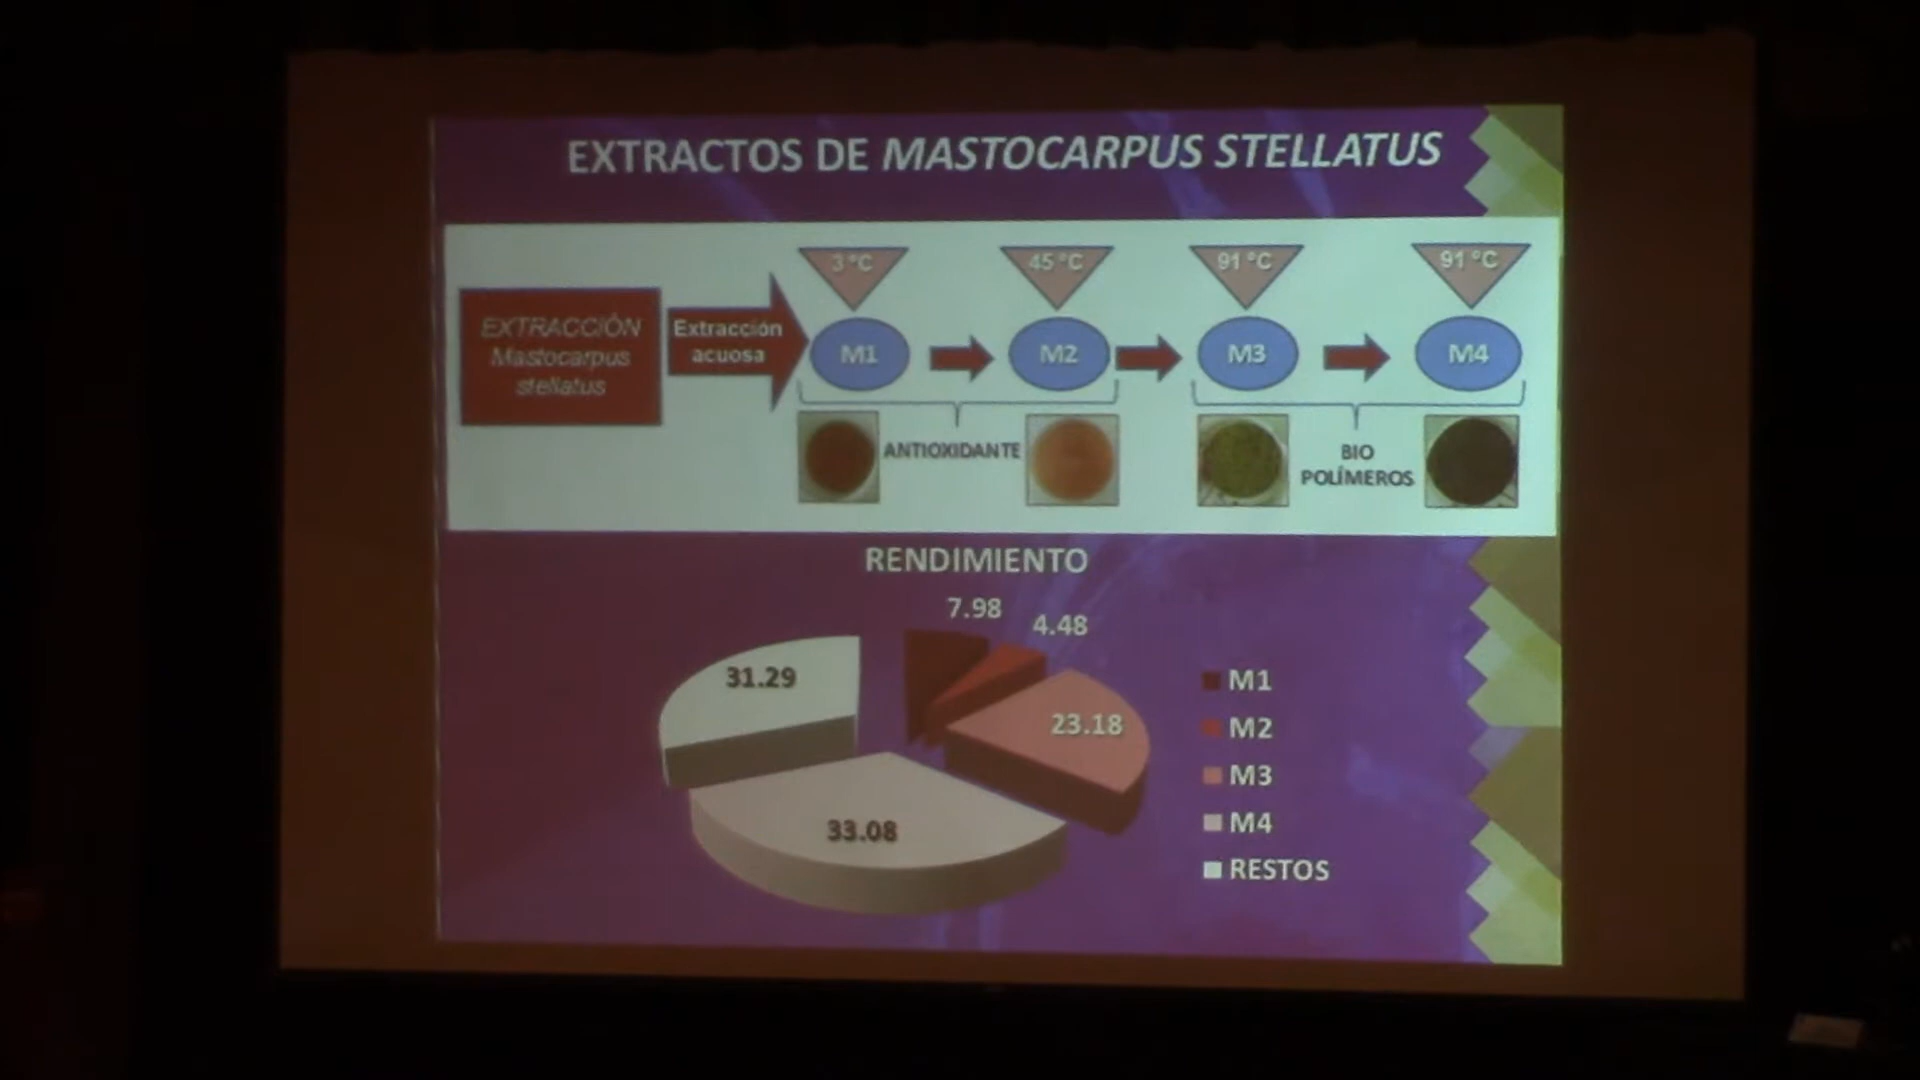 EXTRACTOS DE MASTOCARPUS STELLATUS
3 °C
45 °C
91 °C
91 °C
EXTRACCIÓN
Mastocarpus
stellatus
Extracción
acuosa
M1
M2
M3
M4
ANTIOXIDANTE
BIO
POLÍMEROS
RENDIMIENTO
7.98
4.48
31.29
23.18
33.08
M1
M2
M3
M4
RESTOS